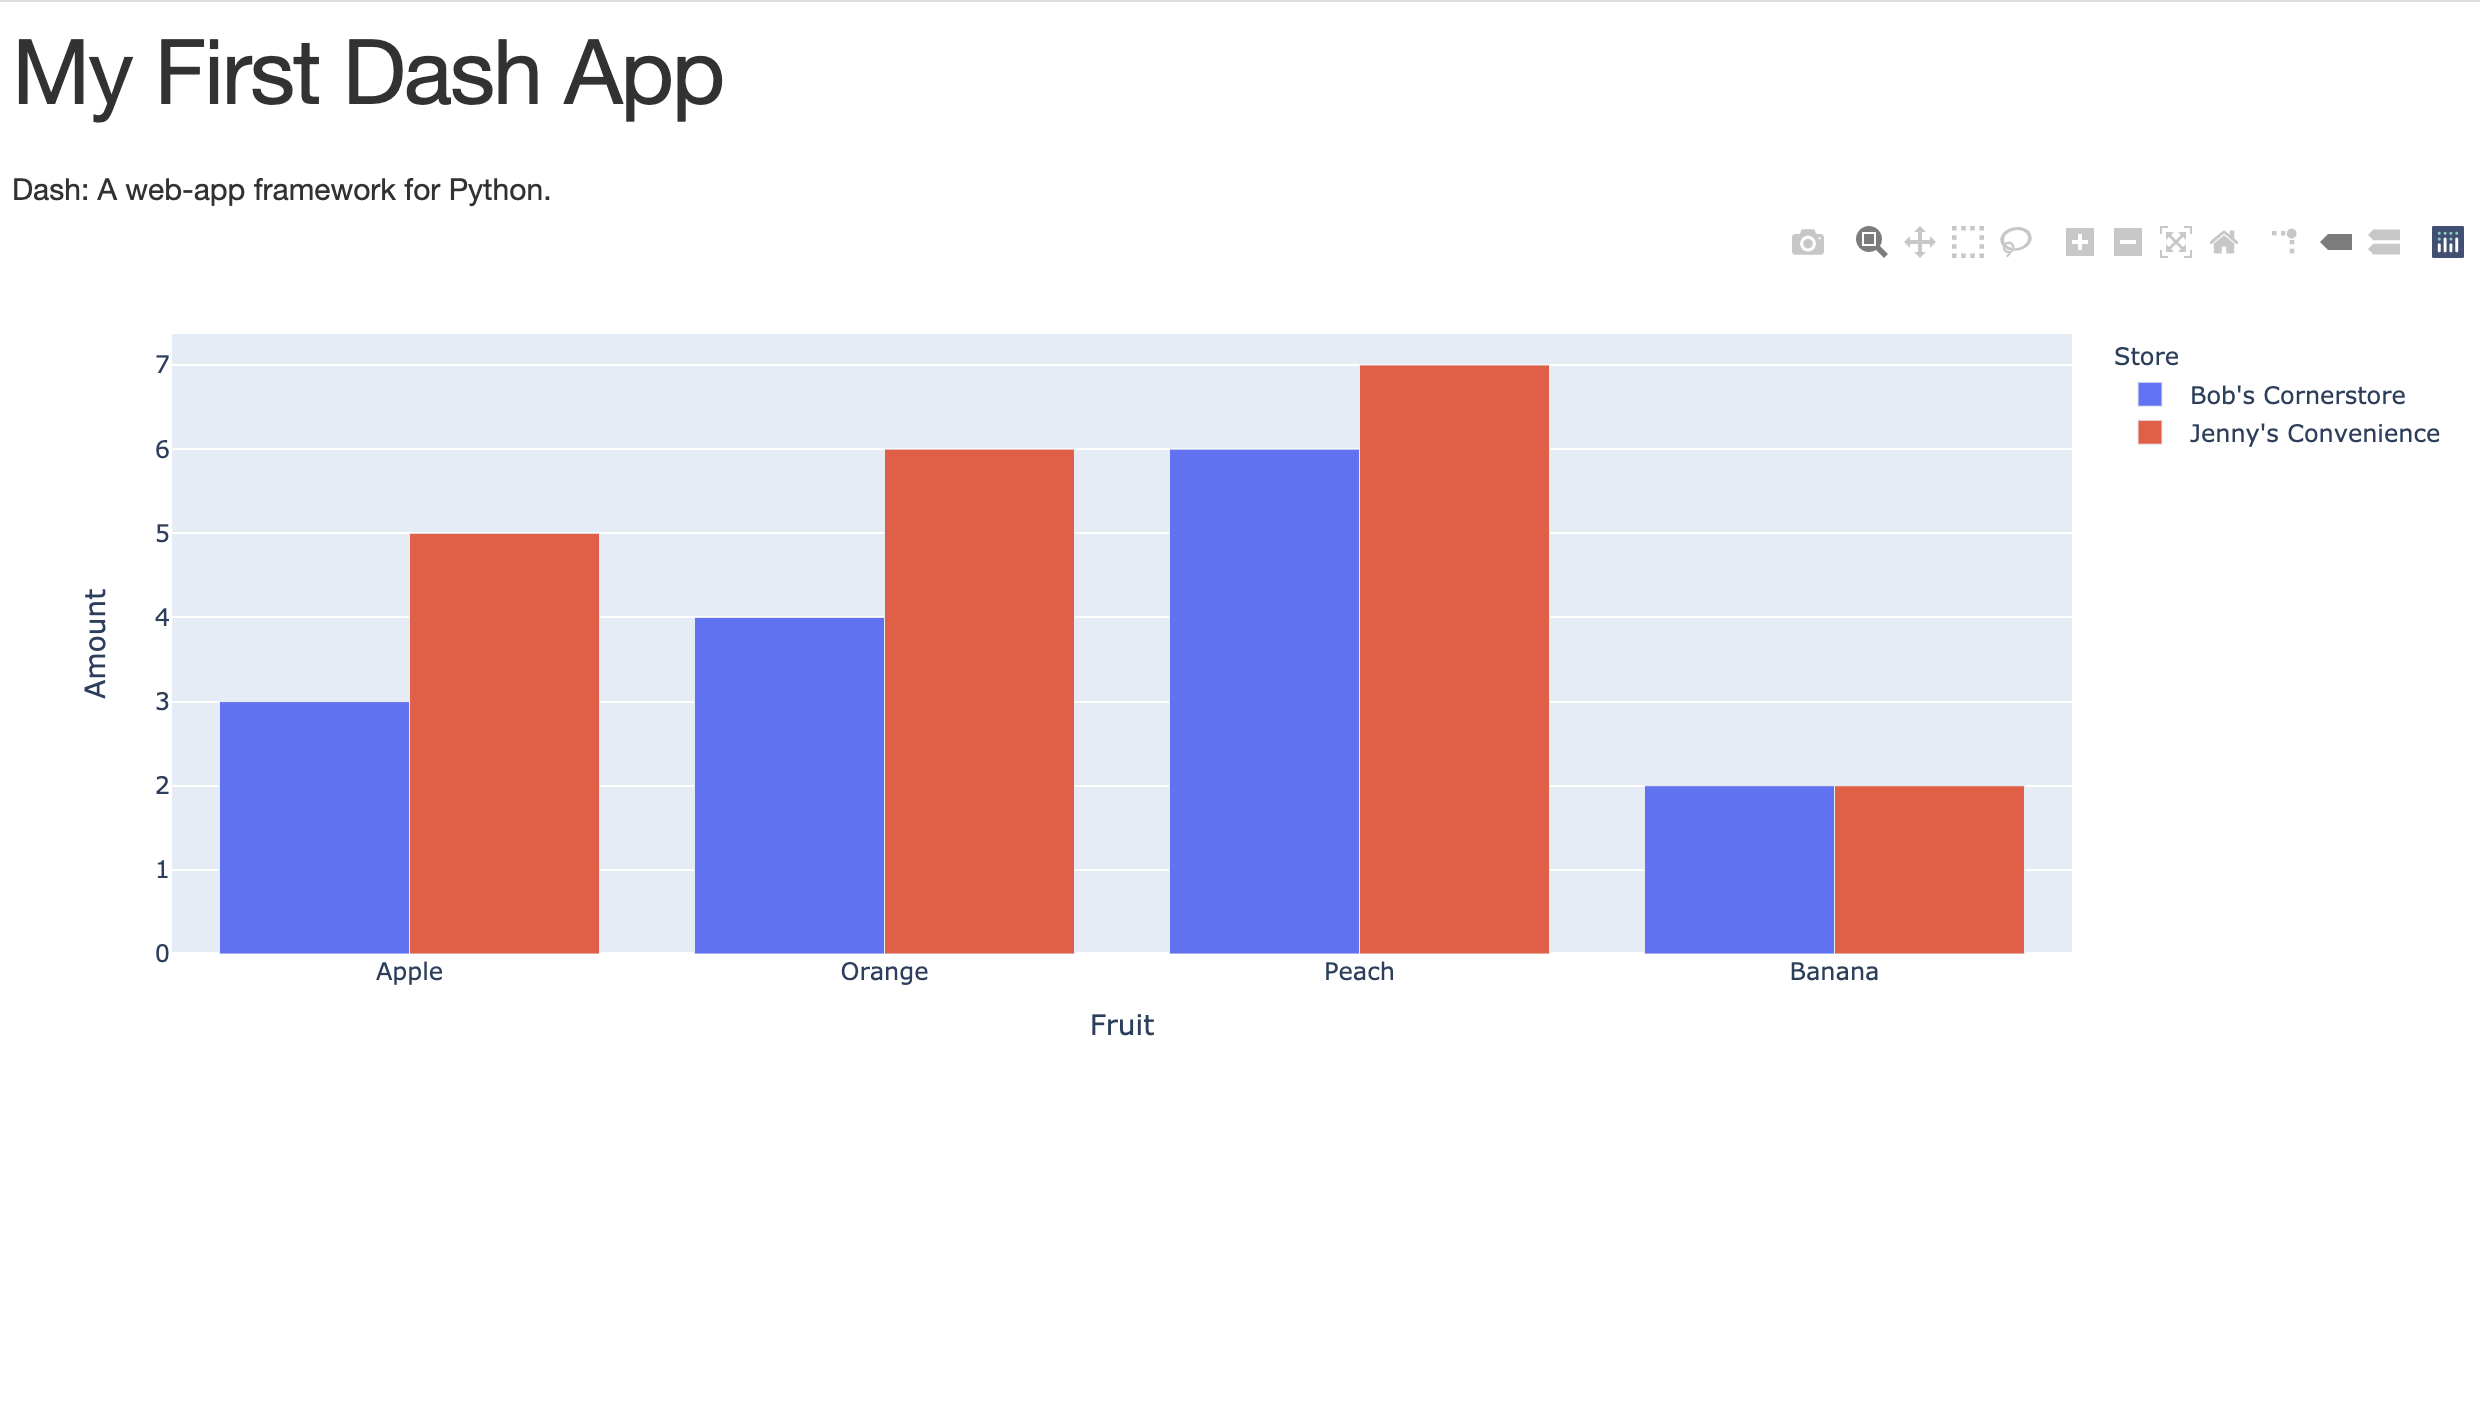 My First Dash App
Dash: A web-app framework for Python.
Store
Bob's Cornerstore
Jenny's Convenience
Amount
7
6
5
4
3
2
1
0
Apple Orange Peach Banana
Fruit